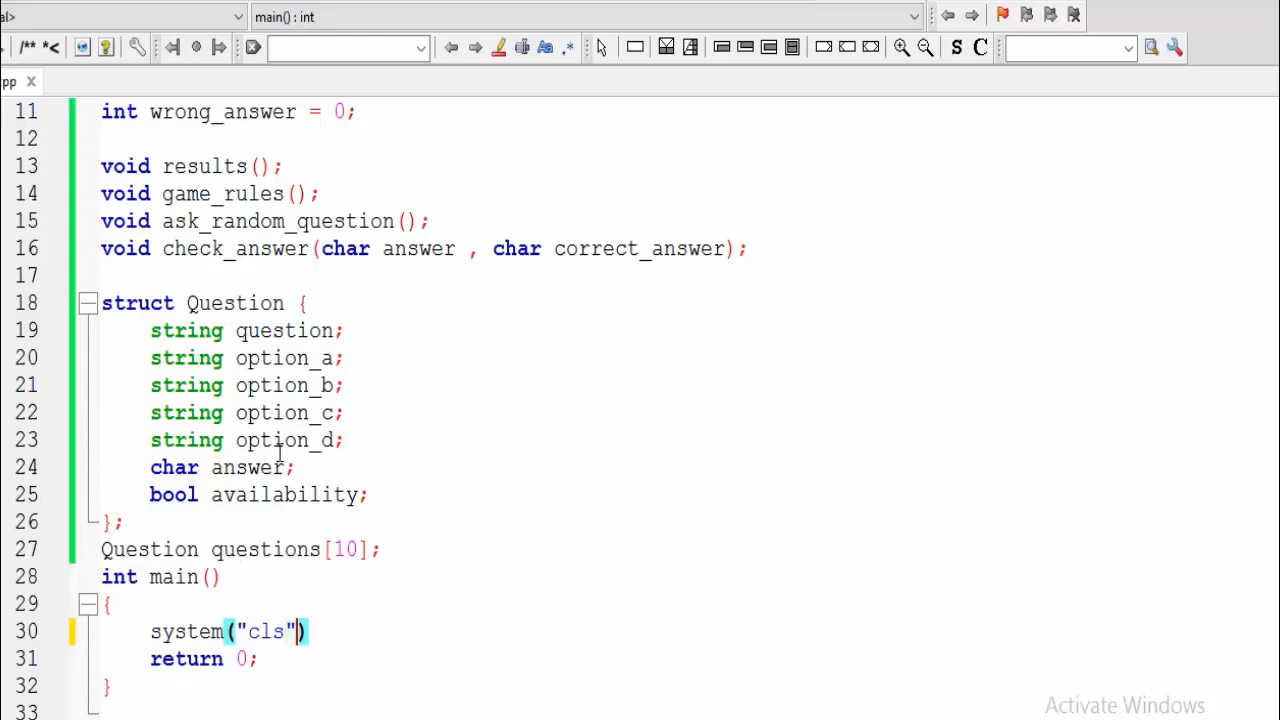 al>
main() : int
/** *<
S C
pp X
11 int wrong_answer = 0;
12
13 void results();
14 void game_rules();
15 void ask_random_question();
16 void check_answer(char answer , char correct_answer);
17
18 struct Question {
19 string question;
20 string option_a;
21 string option_b;
22 string option_c;
23 string option_d;
24 char answer;
25 bool availability;
26 };
27 Question questions[10];
28 int main()
29 {
30 system("cls")
31 return 0;
32 }
33
Activate Windows